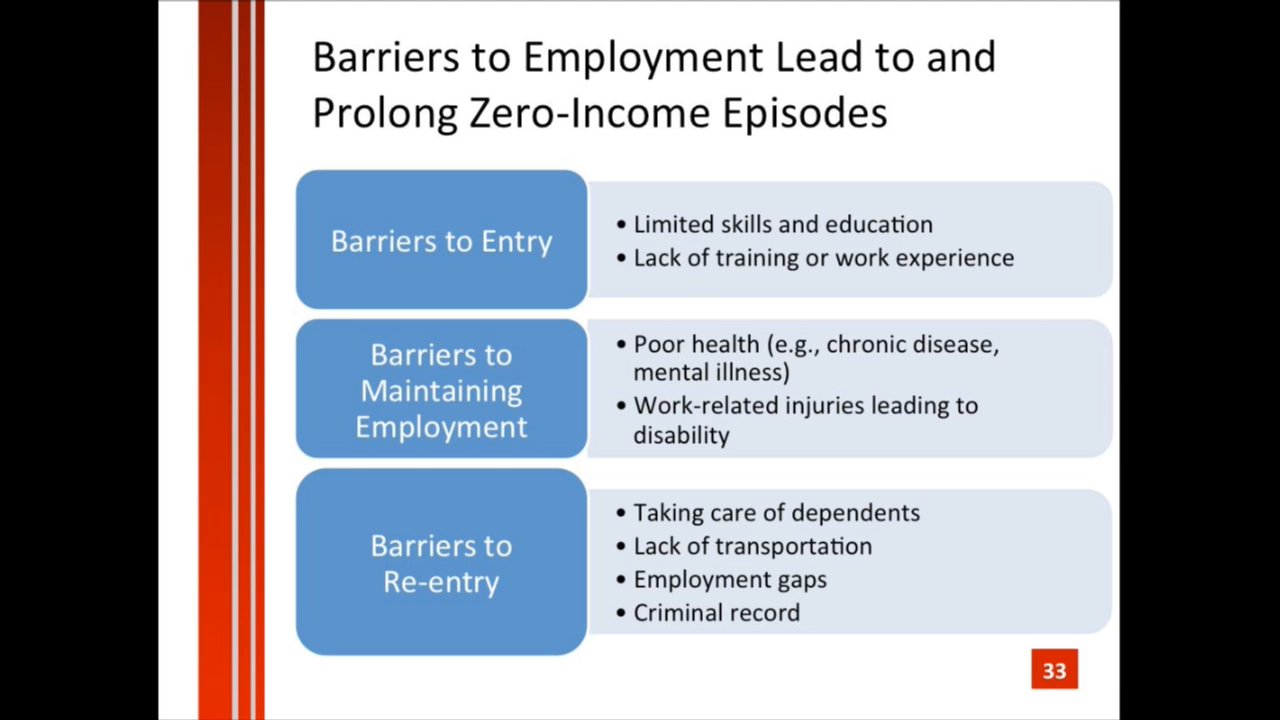 Barriers to Employment Lead to and
Prolong Zero-Income Episodes
Barriers to Entry
• Limited skills and education
• Lack of training or work experience
Barriers to
Maintaining
Employment
• Poor health (e.g., chronic disease,
mental illness)
• Work-related injuries leading to
disability
Barriers to
Re-entry
• Taking care of dependents
• Lack of transportation
• Employment gaps
• Criminal record
33